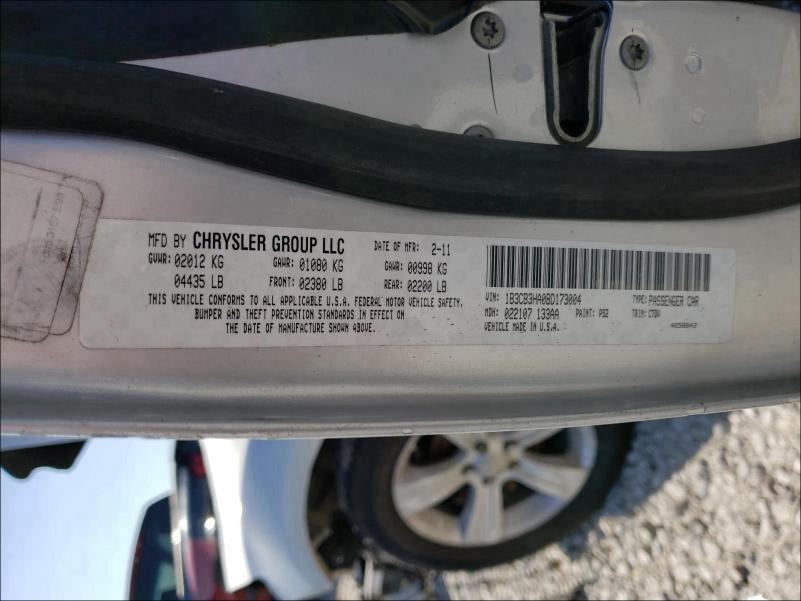 MFD BY CHRYSLER GROUP LLC DATE OF MFR: 2-11
GVWR: 02012 KG GAWR: 01080 KG GAWR: 00998 KG
04435 LB FRONT: 02380 LB REAR: 02200 LB
THIS VEHICLE CONFORMS TO ALL APPLICABLE U.S.A. FEDERAL MOTOR VEHICLE SAFETY,
BUMPER AND THEFT PREVENTION STANDARDS IN EFFECT ON
THE DATE OF MANUFACTURE SHOWN ABOVE.
VIN: 1B3CB3HA0BD173004 TYPE: PASSENGER CAR
MDH: 022107 133AA PAINT: PS2 TRIM: C7DV
VEHICLE MADE IN U.S.A.